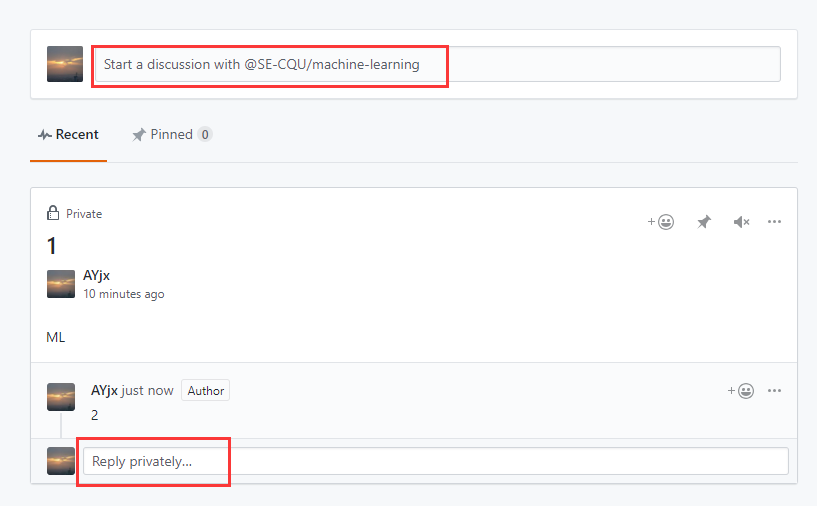 Start a discussion with @SE-CQU/machine-learning
Recent Pinned 0
Private
1
AYjx
10 minutes ago
ML
AYjx just now Author
2
Reply privately...